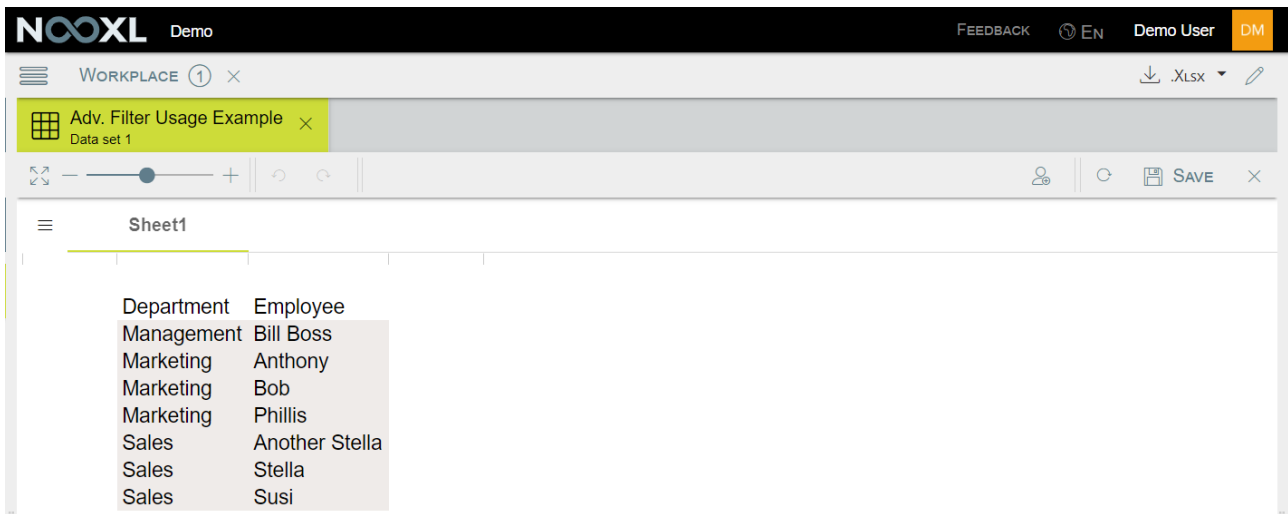 NOOXL Demo FEEDBACK EN Demo User DM
WORKPLACE 1 .XLSX
Adv. Filter Usage Example
Data set 1
SAVE
Sheet1
Department Employee
Management Bill Boss
Marketing Anthony
Marketing Bob
Marketing Phillis
Sales Another Stella
Sales Stella
Sales Susi